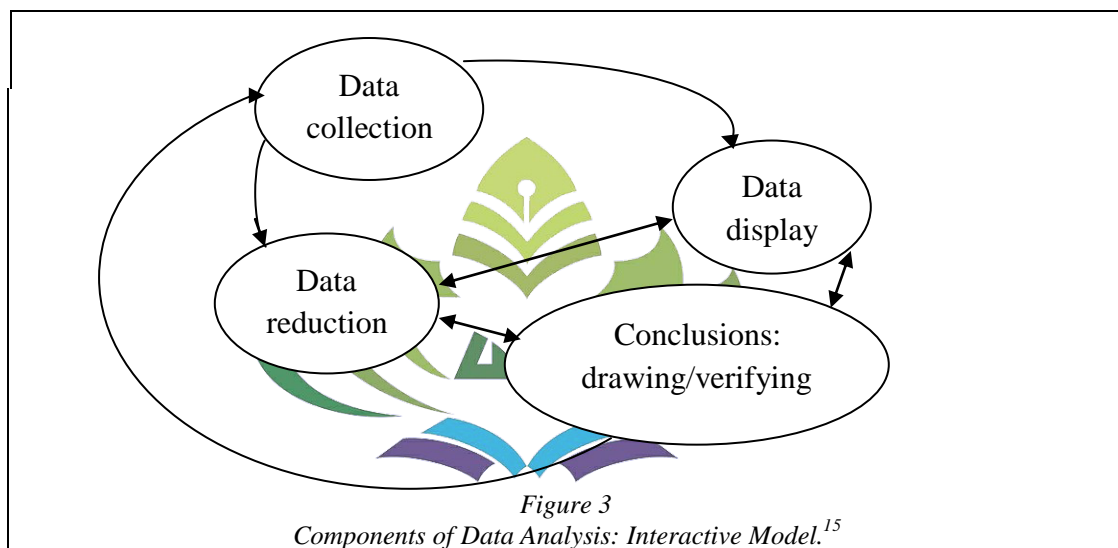 Data
collection
Data
display
Data
reduction
Conclusions:
drawing/verifying
Figure 3
Components of Data Analysis: Interactive Model.15